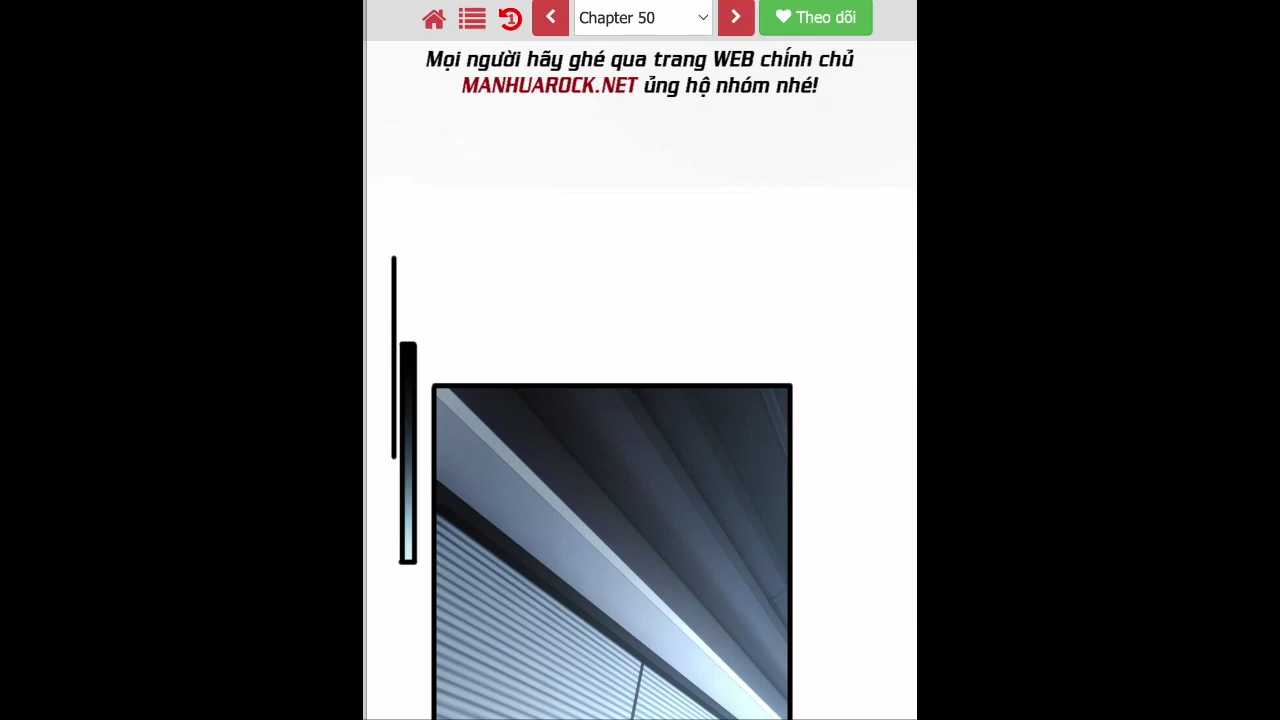 Chapter 50
Theo dõi
Mọi người hãy ghé qua trang WEB chính chủ
MANHUAROCK.NET ủng hộ nhóm nhé!